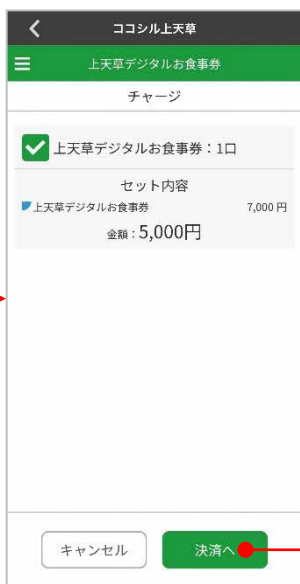 ココシル上天草
上天草デジタルお食事券
チャージ
上天草デジタルお食事券：1口
セット内容
上天草デジタルお食事券 7,000 円
金額：5,000円
キャンセル 決済へ